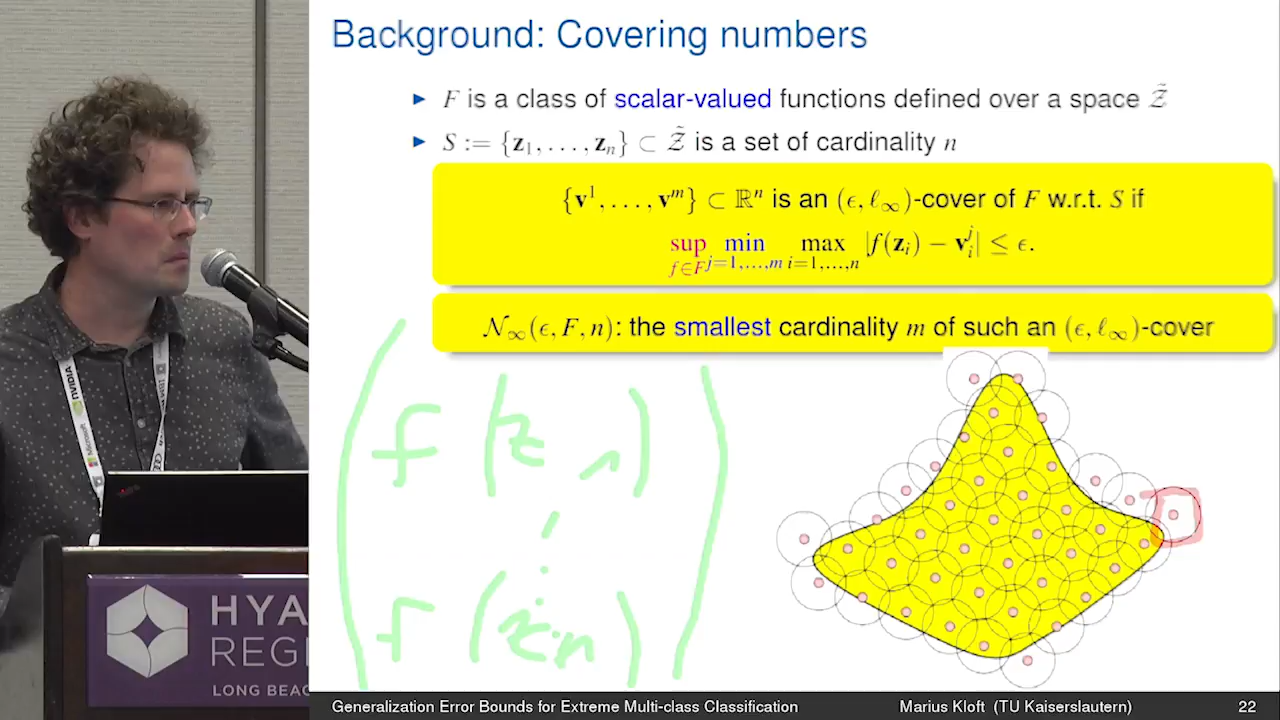 Background: Covering numbers
▶ F is a class of scalar-valued functions defined over a space Z̃
▶ S := {z₁, . . . , zₙ} ⊂ Z̃ is a set of cardinality n
{v¹, . . . , vᵐ} ⊂ ℝⁿ is an (ϵ, ℓ∞)-cover of F w.r.t. S if
sup min max |f(zᵢ) − vᵢʲ| ≤ ϵ.
f∈F j=1,...,m i=1,...,n
N∞(ϵ, F, n): the smallest cardinality m of such an (ϵ, ℓ∞)-cover
f(z₁)
⋮
f(zₙ)
NVIDIA
Microsoft
HYA
REGE
LONG BEAC
Generalization Error Bounds for Extreme Multi-class Classification Marius Kloft (TU Kaiserslautern) 22